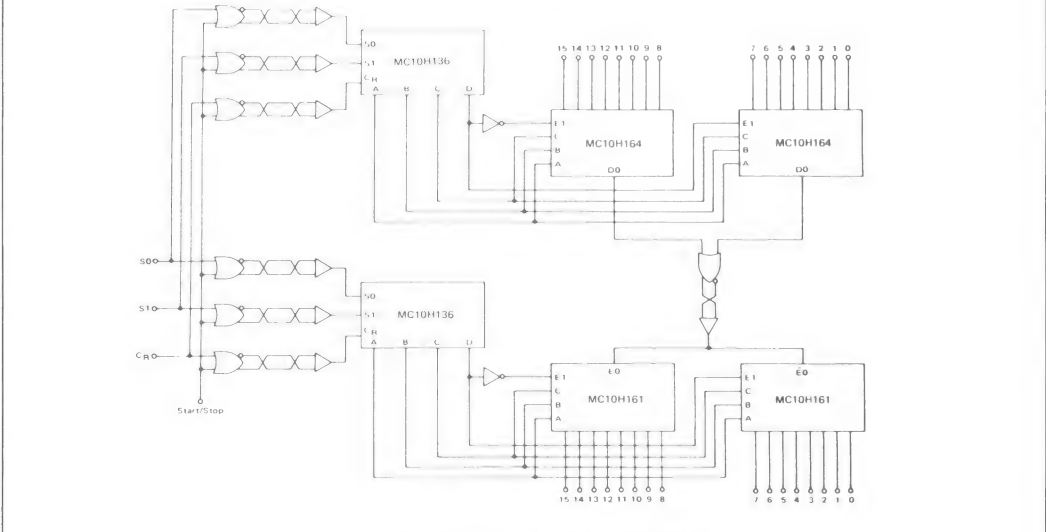 15 14 13 12 11 10 9 8
7 6 5 4 3 2 1 0
S0
S1
CR
A B C D
MC10H136
E1
C
B
A
MC10H164
D0
E1
C
B
A
MC10H164
D0
S0
S1
CR
Start/Stop
S0
S1
CR
A B C D
MC10H136
E0
E1
C
B
A
MC10H161
E0
E1
C
B
A
MC10H161
15 14 13 12 11 10 9 8
7 6 5 4 3 2 1 0